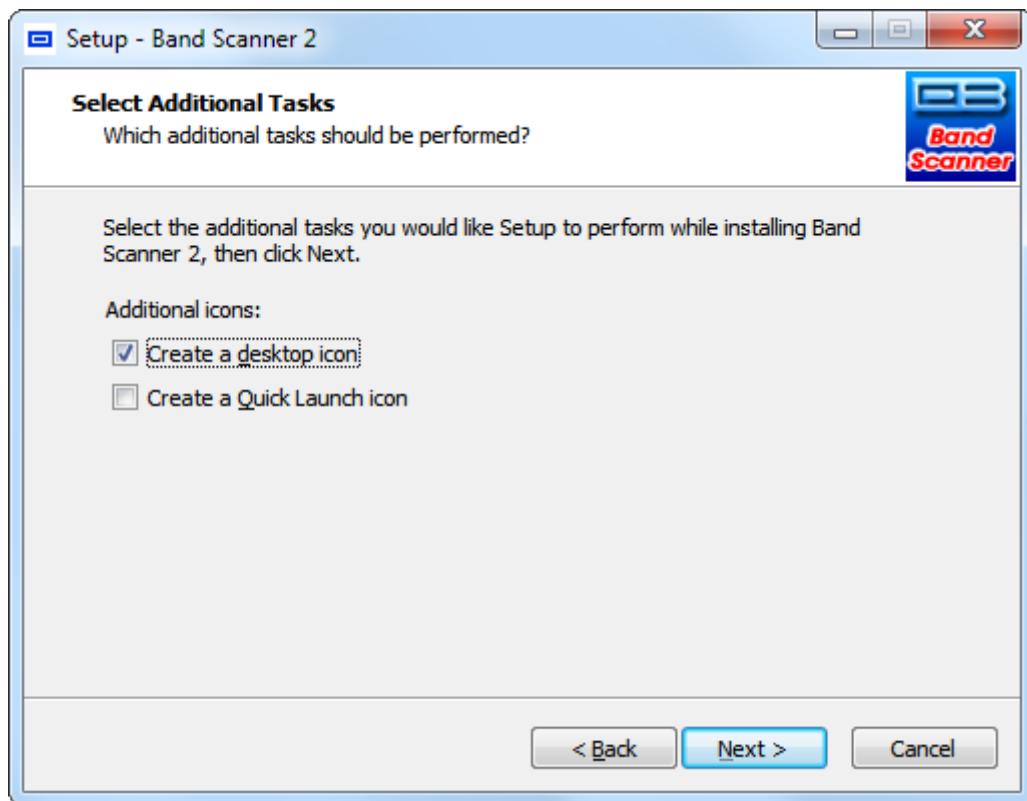 Setup - Band Scanner 2
Select Additional Tasks
Which additional tasks should be performed?
Band
Scanner
Select the additional tasks you would like Setup to perform while installing Band
Scanner 2, then click Next.
Additional icons:
Create a desktop icon
Create a Quick Launch icon
< Back
Next >
Cancel